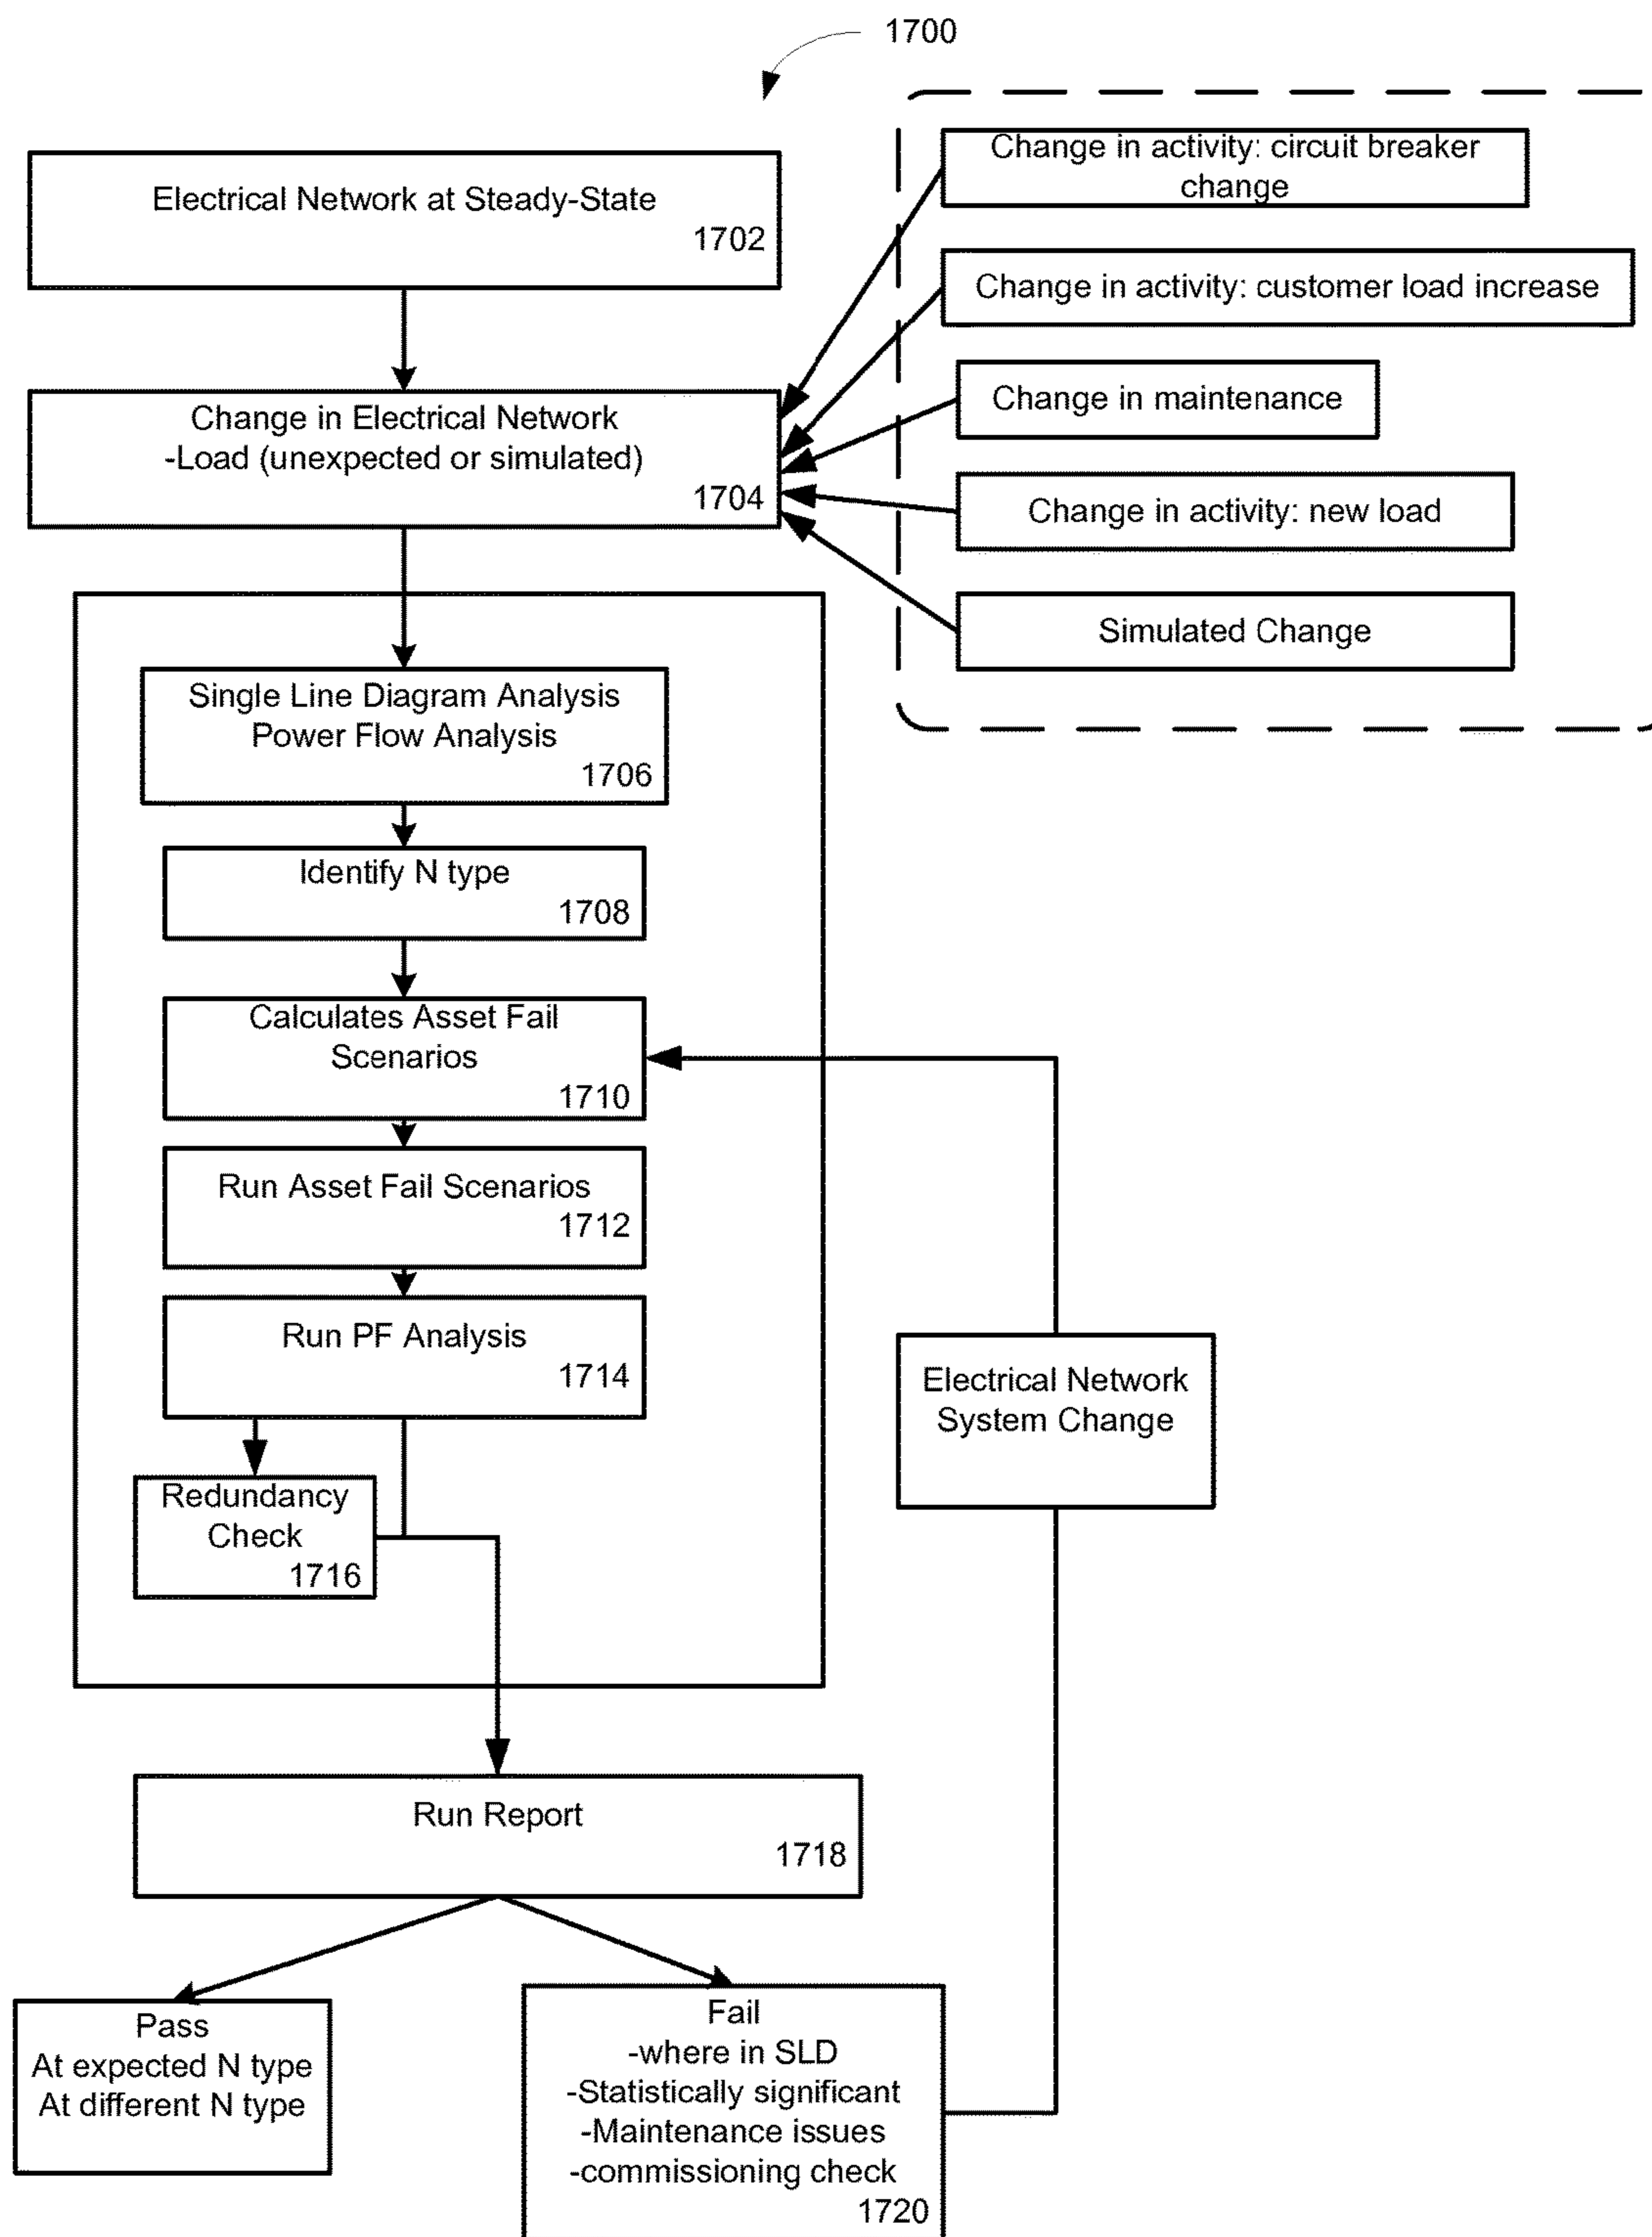 1700
Electrical Network at Steady-State
1702
Change in activity: circuit breaker
change
Change in activity: customer load increase
Change in maintenance
Change in activity: new load
Simulated Change
Change in Electrical Network
-Load (unexpected or simulated)
1704
Single Line Diagram Analysis
Power Flow Analysis
1706
Identify N type
1708
Calculates Asset Fail
Scenarios
1710
Run Asset Fail Scenarios
1712
Run PF Analysis
1714
Redundancy
Check
1716
Electrical Network
System Change
Run Report
1718
Pass
At expected N type
At different N type
Fail
-where in SLD
-Statistically significant
-Maintenance issues
-commissioning check
1720